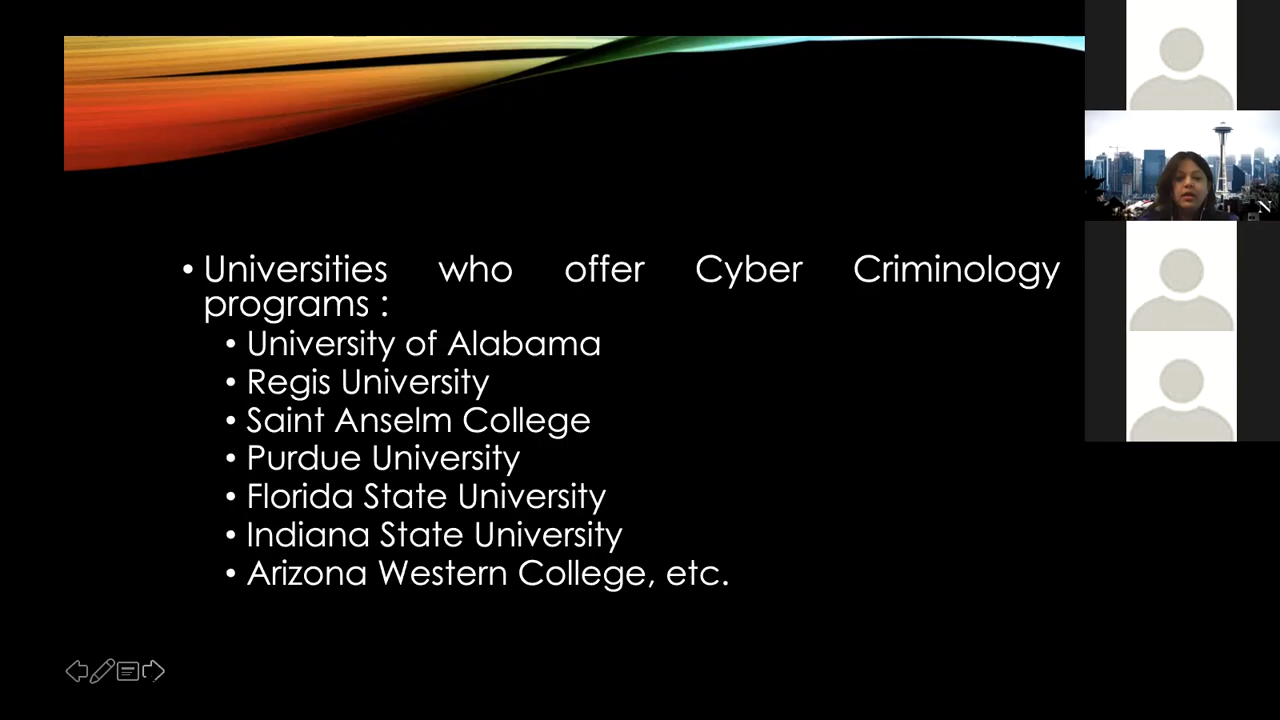 • Universities who offer Cyber Criminology
programs :
• University of Alabama
• Regis University
• Saint Anselm College
• Purdue University
• Florida State University
• Indiana State University
• Arizona Western College, etc.
N